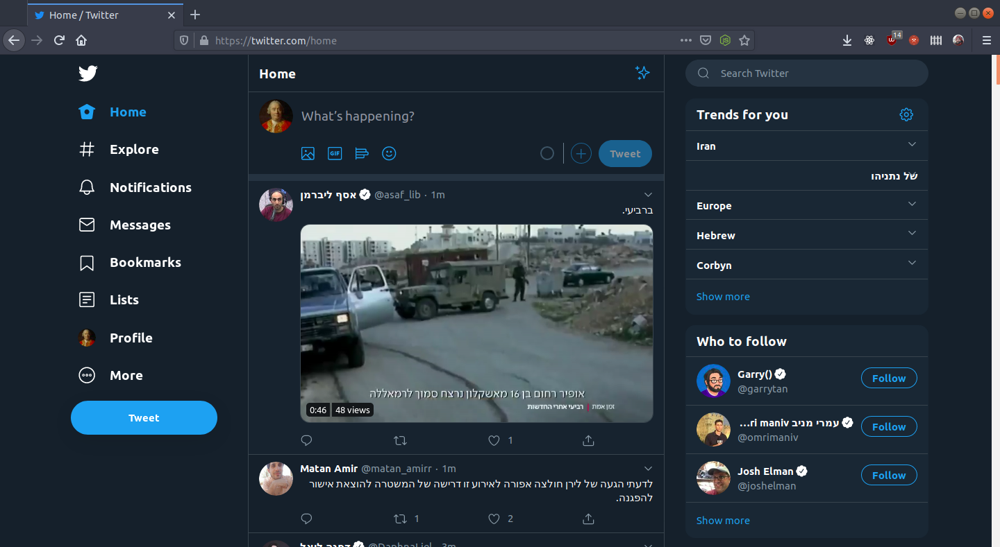 Home / Twitter
https://twitter.com/home
14
Home
Explore
Notifications
Messages
Bookmarks
Lists
Profile
More
Tweet
Home
What's happening?
GIF
Tweet
אסף ליברמן @asaf_lib · 1m
ברביעי.
אופיר רחום בן 16 מאשקלון נרצח סמוך לרמאללה
זמן אמת | רביעי אחרי החדשות
0:46 48 views
1
Matan Amir @matan_amirr · 1m
לדעתי הגעה של לירן חולצה אפורה לאירוע זו דרישה של המשטרה להוצאת אישור
להפגנה.
1 2
דפנה ליאל @DaphnaLiel · 3m
Search Twitter
Trends for you
Iran
של נתניהו
Europe
Hebrew
Corbyn
Show more
Who to follow
Garry()
@garrytan
Follow
עמרי מניב ri maniv...
@omrimaniv
Follow
Josh Elman
@joshelman
Follow
Show more